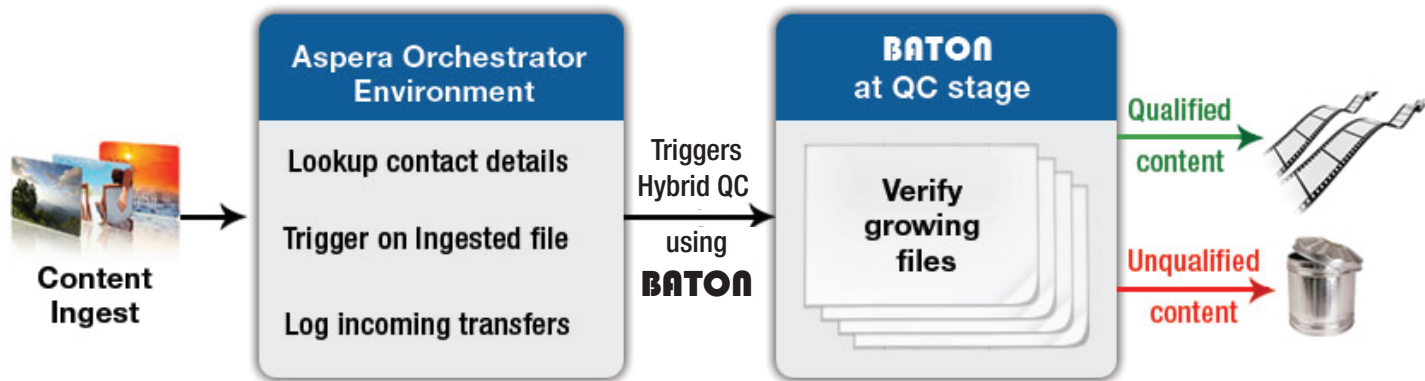 Content
Ingest
Aspera Orchestrator
Environment
Lookup contact details
Trigger on Ingested file
Log incoming transfers
Triggers
Hybrid QC
using
BATON
BATON
at QC stage
Verify
growing
files
Qualified
content
Unqualified
content